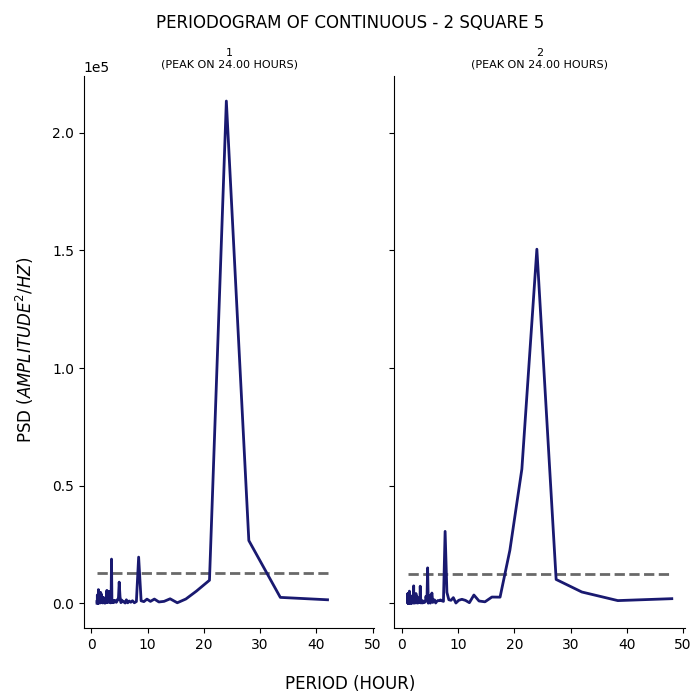 PERIODOGRAM OF CONTINUOUS - 2 SQUARE 5
1
(PEAK ON 24.00 HOURS)
2
(PEAK ON 24.00 HOURS)
1e5
2.0
1.5
1.0
0.5
0.0
PSD (AMPLITUDE²/HZ)
0 10 20 30 40 50
0 10 20 30 40 50
PERIOD (HOUR)